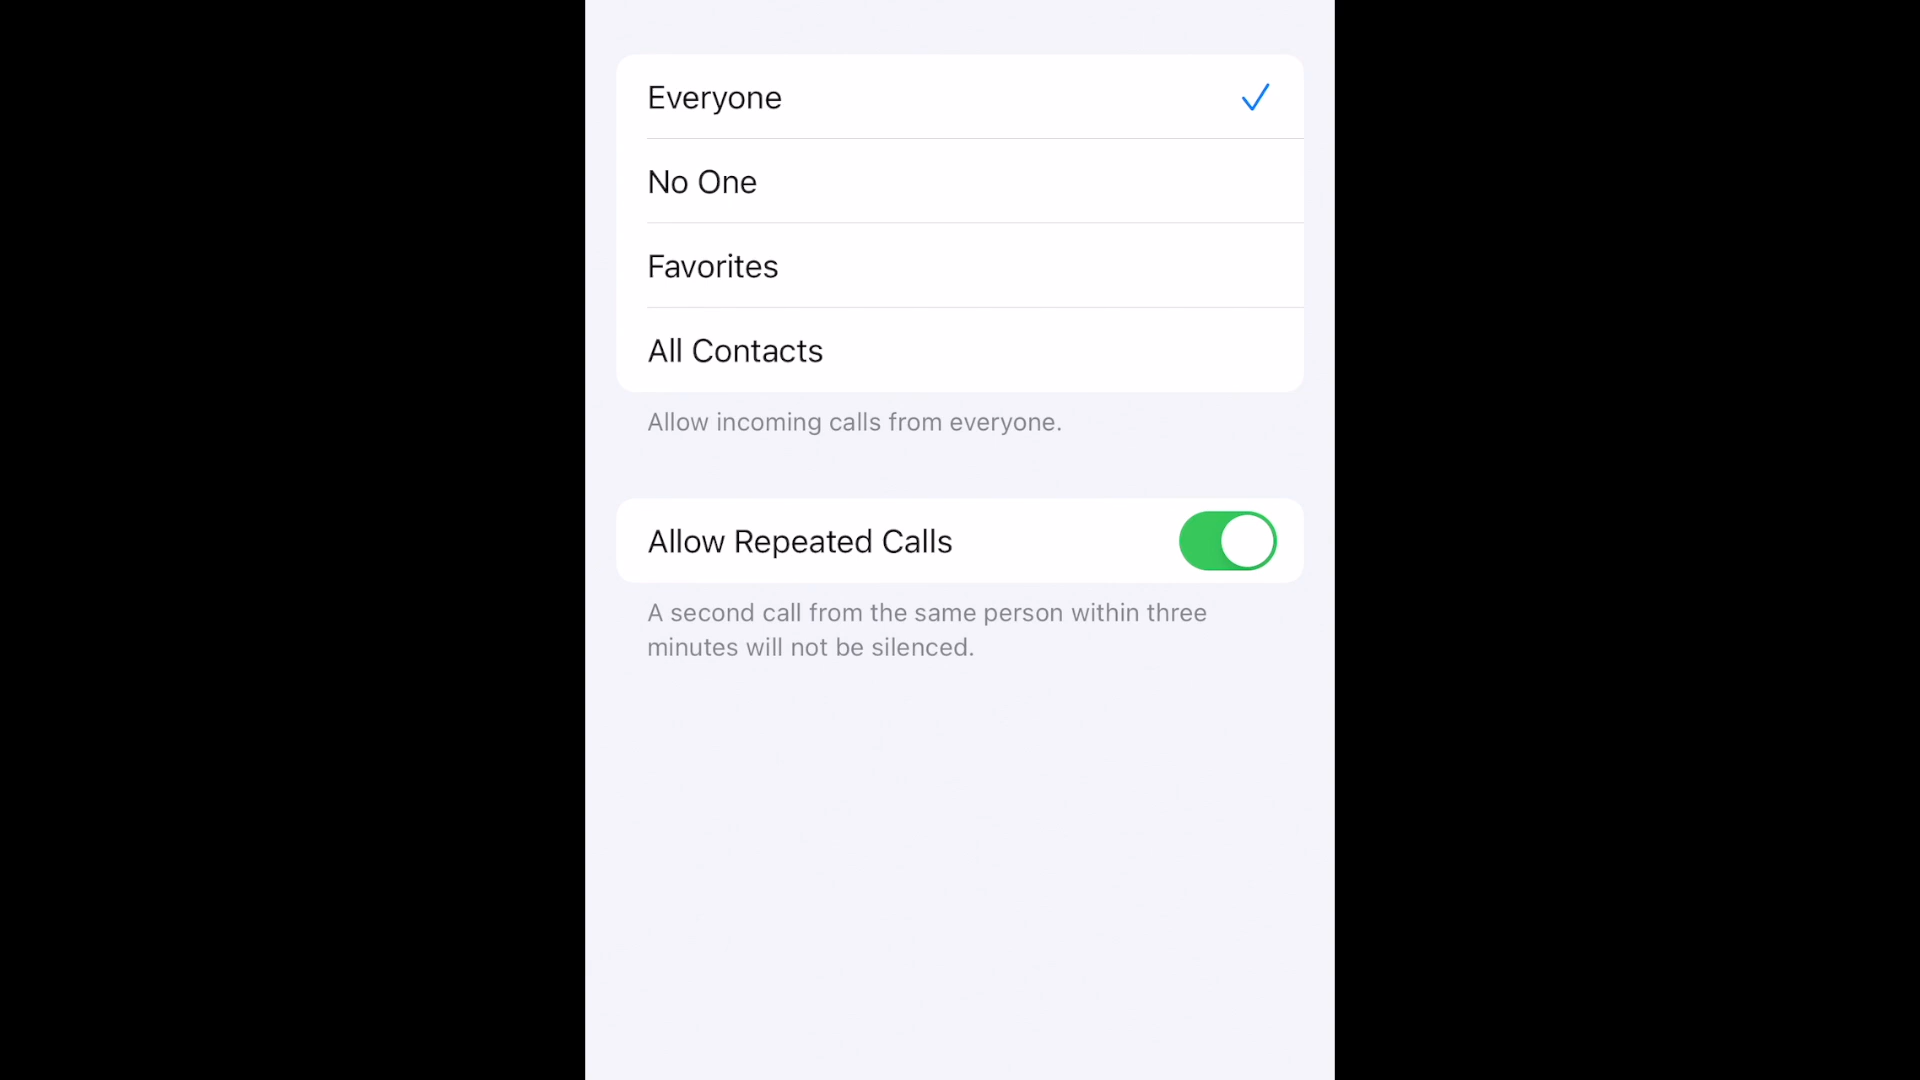 Everyone
No One
Favorites
All Contacts
Allow incoming calls from everyone.
Allow Repeated Calls
A second call from the same person within three
minutes will not be silenced.